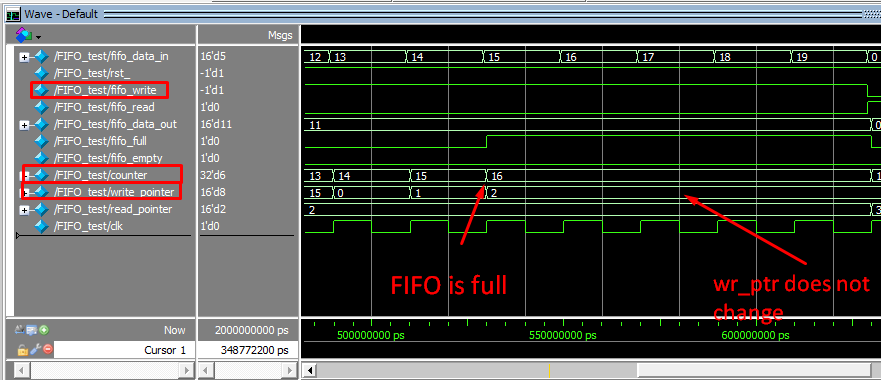 Wave - Default
Msgs
/FIFO_test/fifo_data_in 16'd5 12 13 14 15 16 17 18 19 0
/FIFO_test/rst_ -1'd1
/FIFO_test/fifo_write -1'd1
/FIFO_test/fifo_read 1'd0
/FIFO_test/fifo_data_out 16'd11 11 0
/FIFO_test/fifo_full 1'd0
/FIFO_test/fifo_empty 1'd0
/FIFO_test/counter 32'd6 13 14 15 16 1
/FIFO_test/write_pointer 16'd8 15 0 1 2
/FIFO_test/read_pointer 16'd2 2 3
/FIFO_test/clk 1'd0
FIFO is full
wr_ptr does not
change
Now 2000000000 ps 500000000 ps 550000000 ps 600000000 ps
Cursor 1 348772200 ps